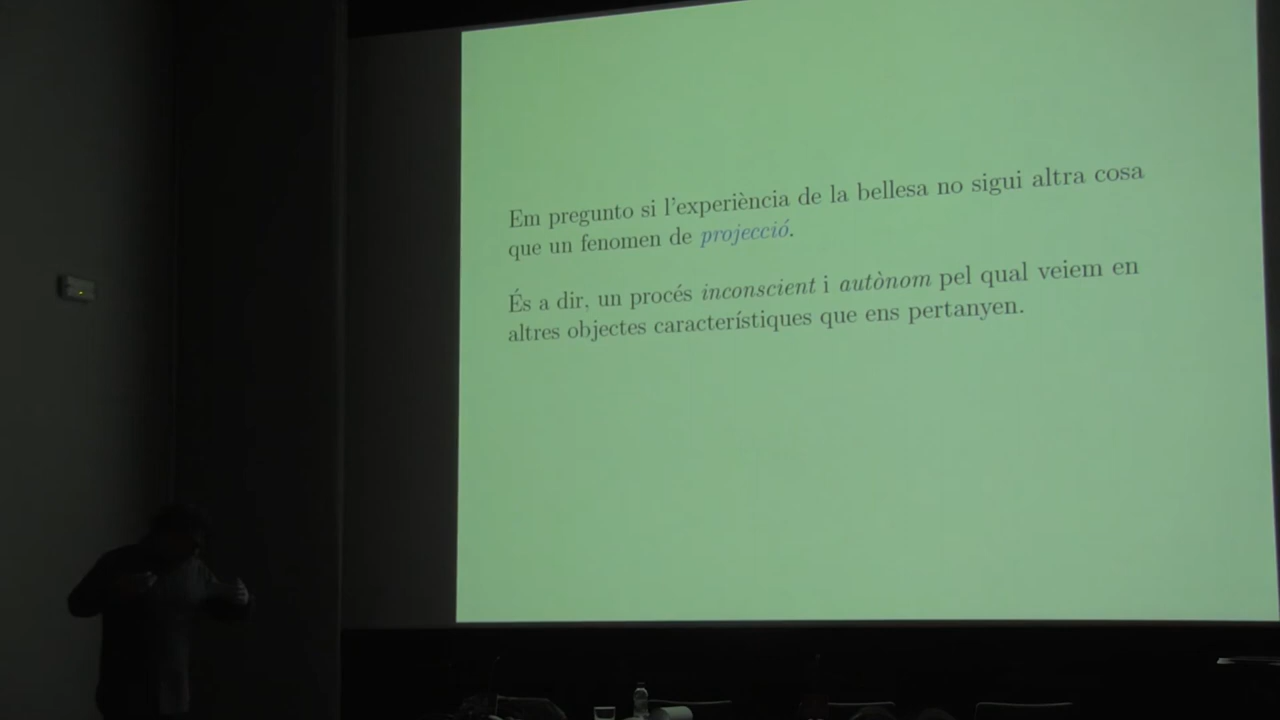 Em pregunto si l'experiència de la bellesa no sigui altra cosa
que un fenomen de projecció.
És a dir, un procés inconscient i autònom pel qual veiem en
altres objectes característiques que ens pertanyen.